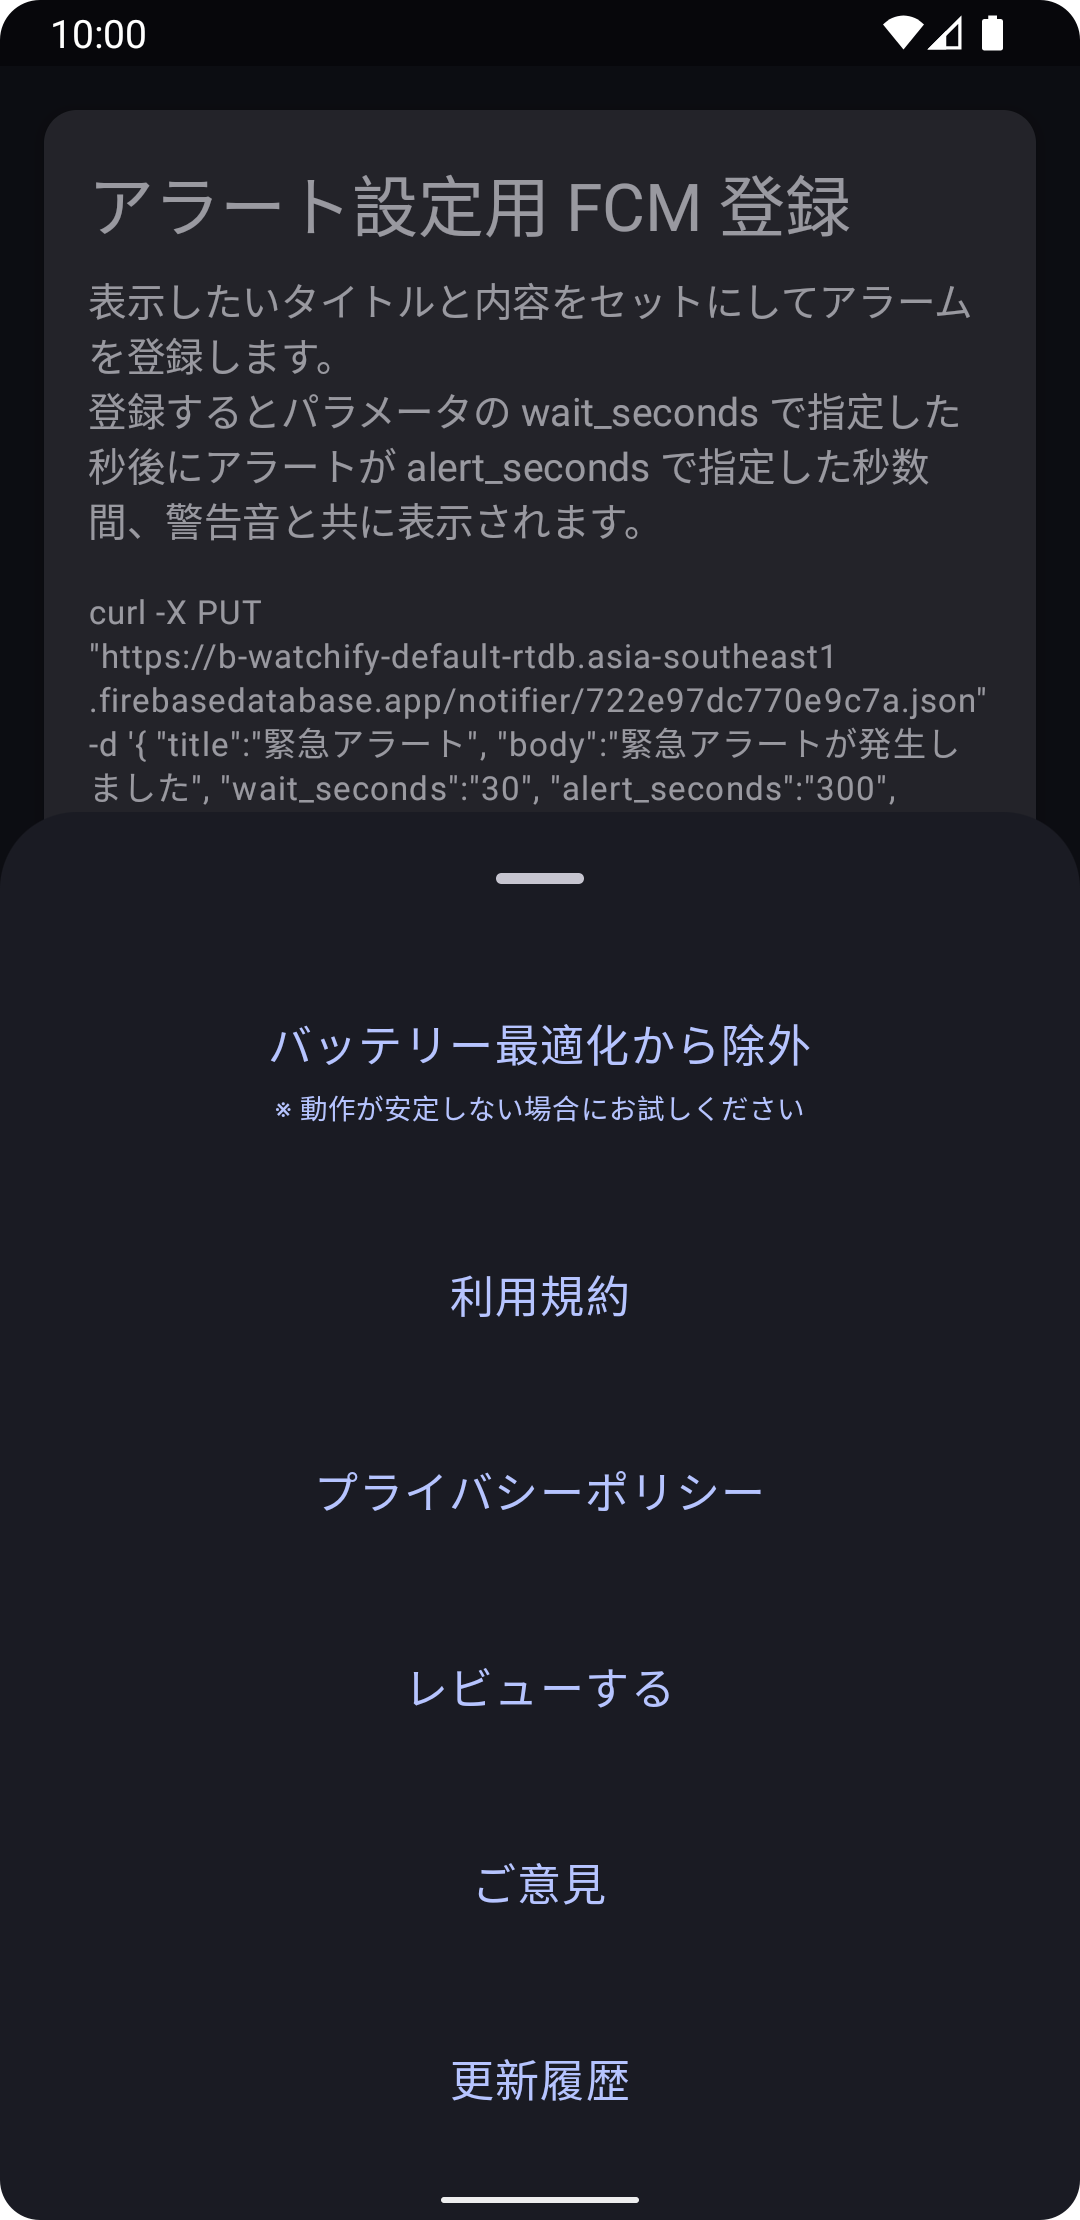 10:00
アラート設定用 FCM 登録
表示したいタイトルと内容をセットにしてアラーム
を登録します。
登録するとパラメータの wait_seconds で指定した
秒後にアラートが alert_seconds で指定した秒数
間、警告音と共に表示されます。
curl -X PUT
"https://b-watchify-default-rtdb.asia-southeast1
.firebasedatabase.app/notifier/722e97dc770e9c7a.json"
-d '{ "title":"緊急アラート", "body":"緊急アラートが発生し
ました", "wait_seconds":"30", "alert_seconds":"300",
バッテリー最適化から除外
※ 動作が安定しない場合にお試しください
利用規約
プライバシーポリシー
レビューする
ご意見
更新履歴